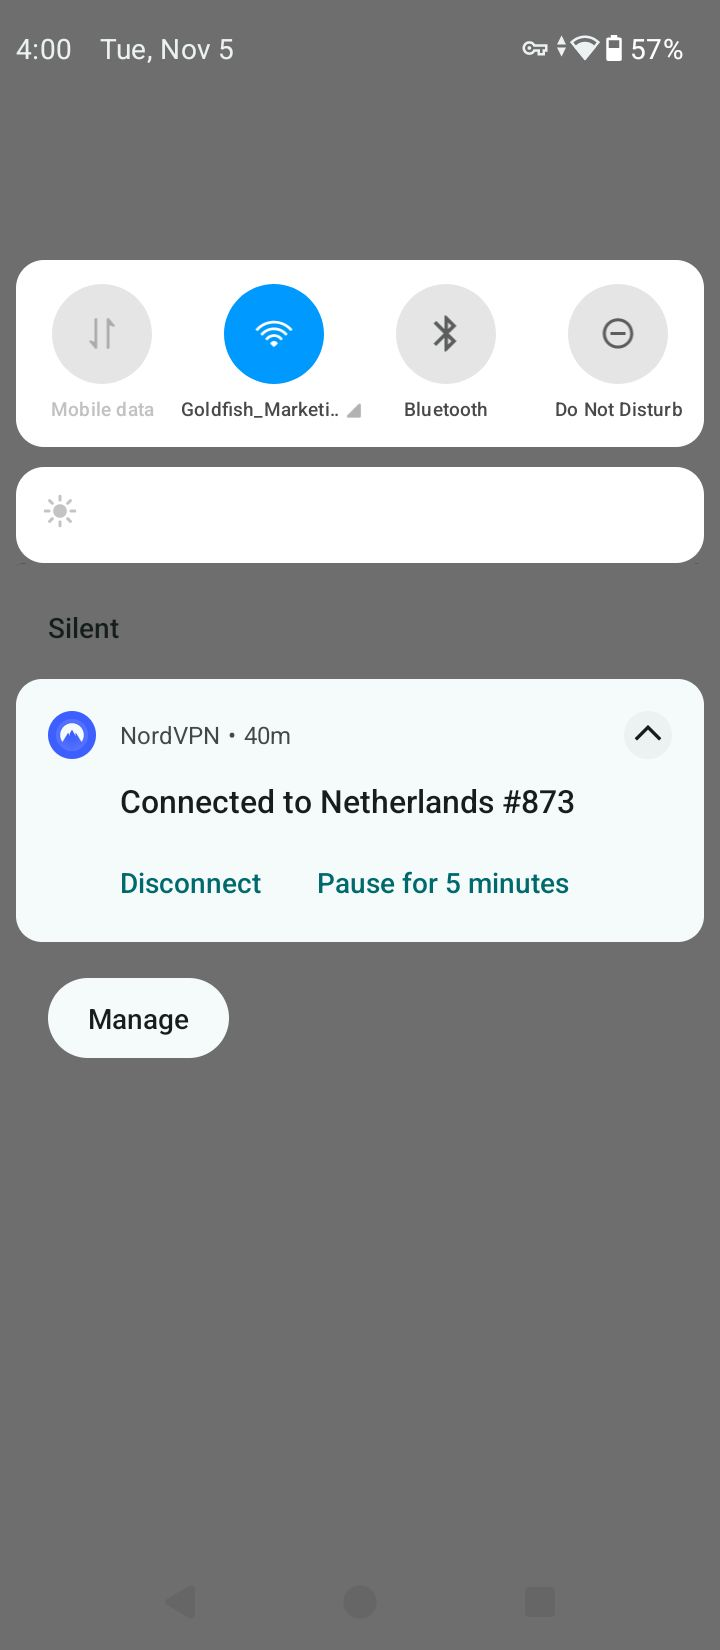 4:00 Tue, Nov 5 57%
Mobile data Goldfish_Marketi.. Bluetooth Do Not Disturb
Silent
NordVPN • 40m
Connected to Netherlands #873
Disconnect Pause for 5 minutes
Manage